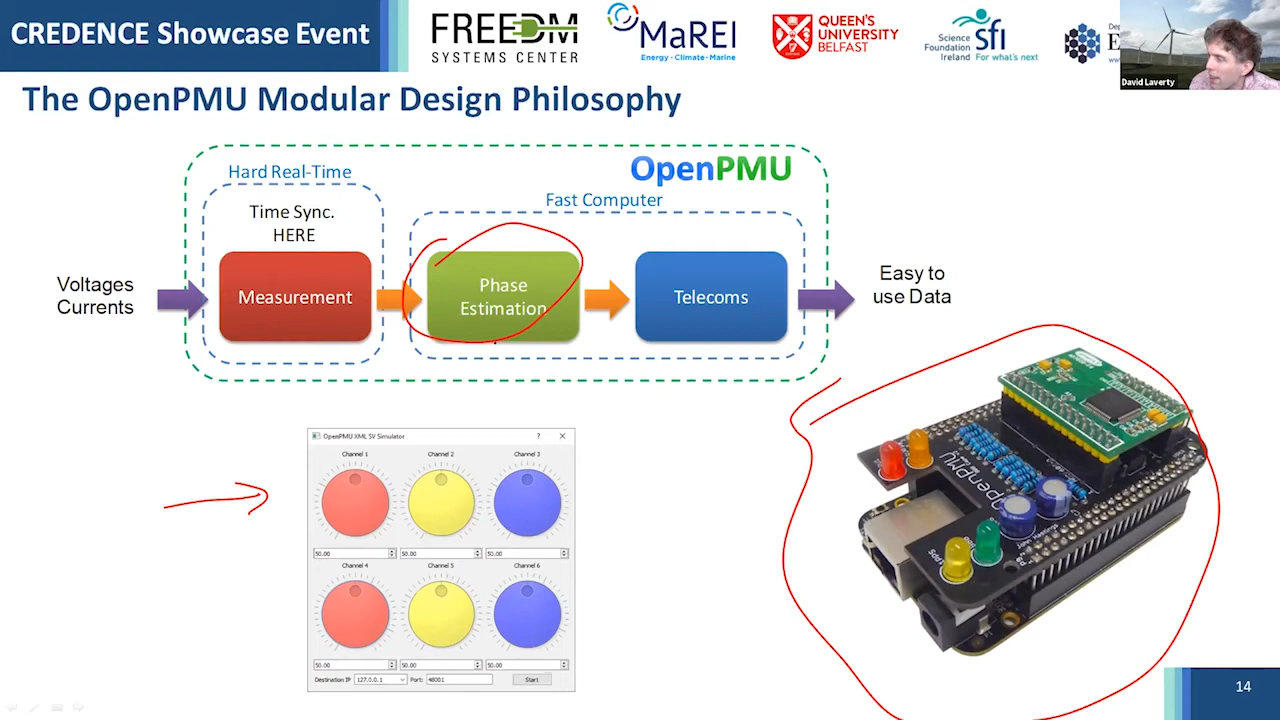 CREDENCE Showcase Event
FREEDM
SYSTEMS CENTER
MaREI
Energy • Climate • Marine
QUEEN'S
UNIVERSITY
BELFAST
sfi
Science
Foundation
Ireland For what's next
De
E
www
David Laverty
The OpenPMU Modular Design Philosophy
OpenPMU
Hard Real-Time
Fast Computer
Time Sync.
HERE
Voltages
Currents
Measurement
Phase
Estimation
Telecoms
Easy to
use Data
OpenPMU XML SV Simulator
? ×
Channel 1 Channel 2 Channel 3
50.00 50.00 50.00
Channel 4 Channel 5 Channel 6
50.00 50.00 50.00
Destination IP 127.0.0.1 Port: 48001 Start
OpenPMU
1PPS
14